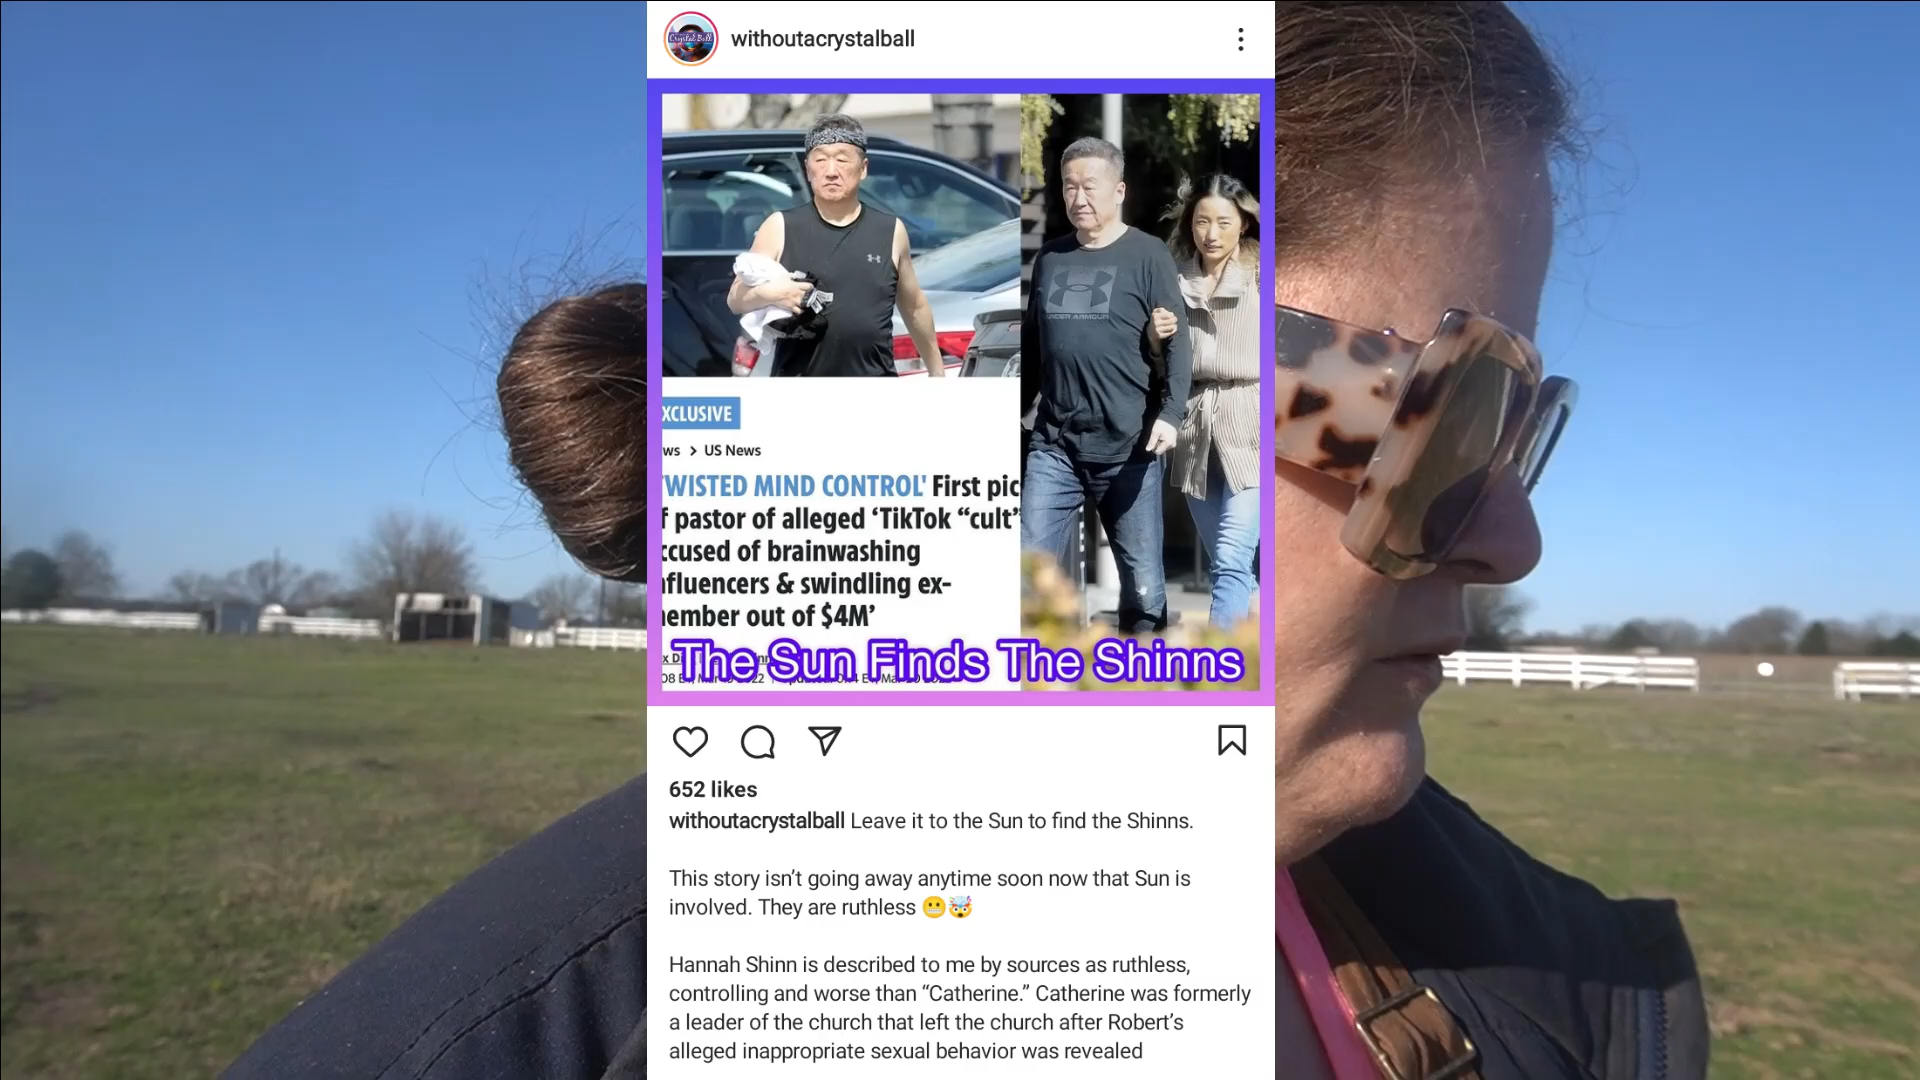 withoutacrystalball
Crystal Ball
UNDER ARMOUR
XCLUSIVE
ws > US News
WISTED MIND CONTROL' First pic
f pastor of alleged ‘TikTok “cult”
ccused of brainwashing
nfluencers & swindling ex-
ember out of $4M’
The Sun Finds The Shinns
652 likes
withoutacrystalball Leave it to the Sun to find the Shinns.
This story isn’t going away anytime soon now that Sun is
involved. They are ruthless 😬🤯
Hannah Shinn is described to me by sources as ruthless,
controlling and worse than “Catherine.” Catherine was formerly
a leader of the church that left the church after Robert’s
alleged inappropriate sexual behavior was revealed